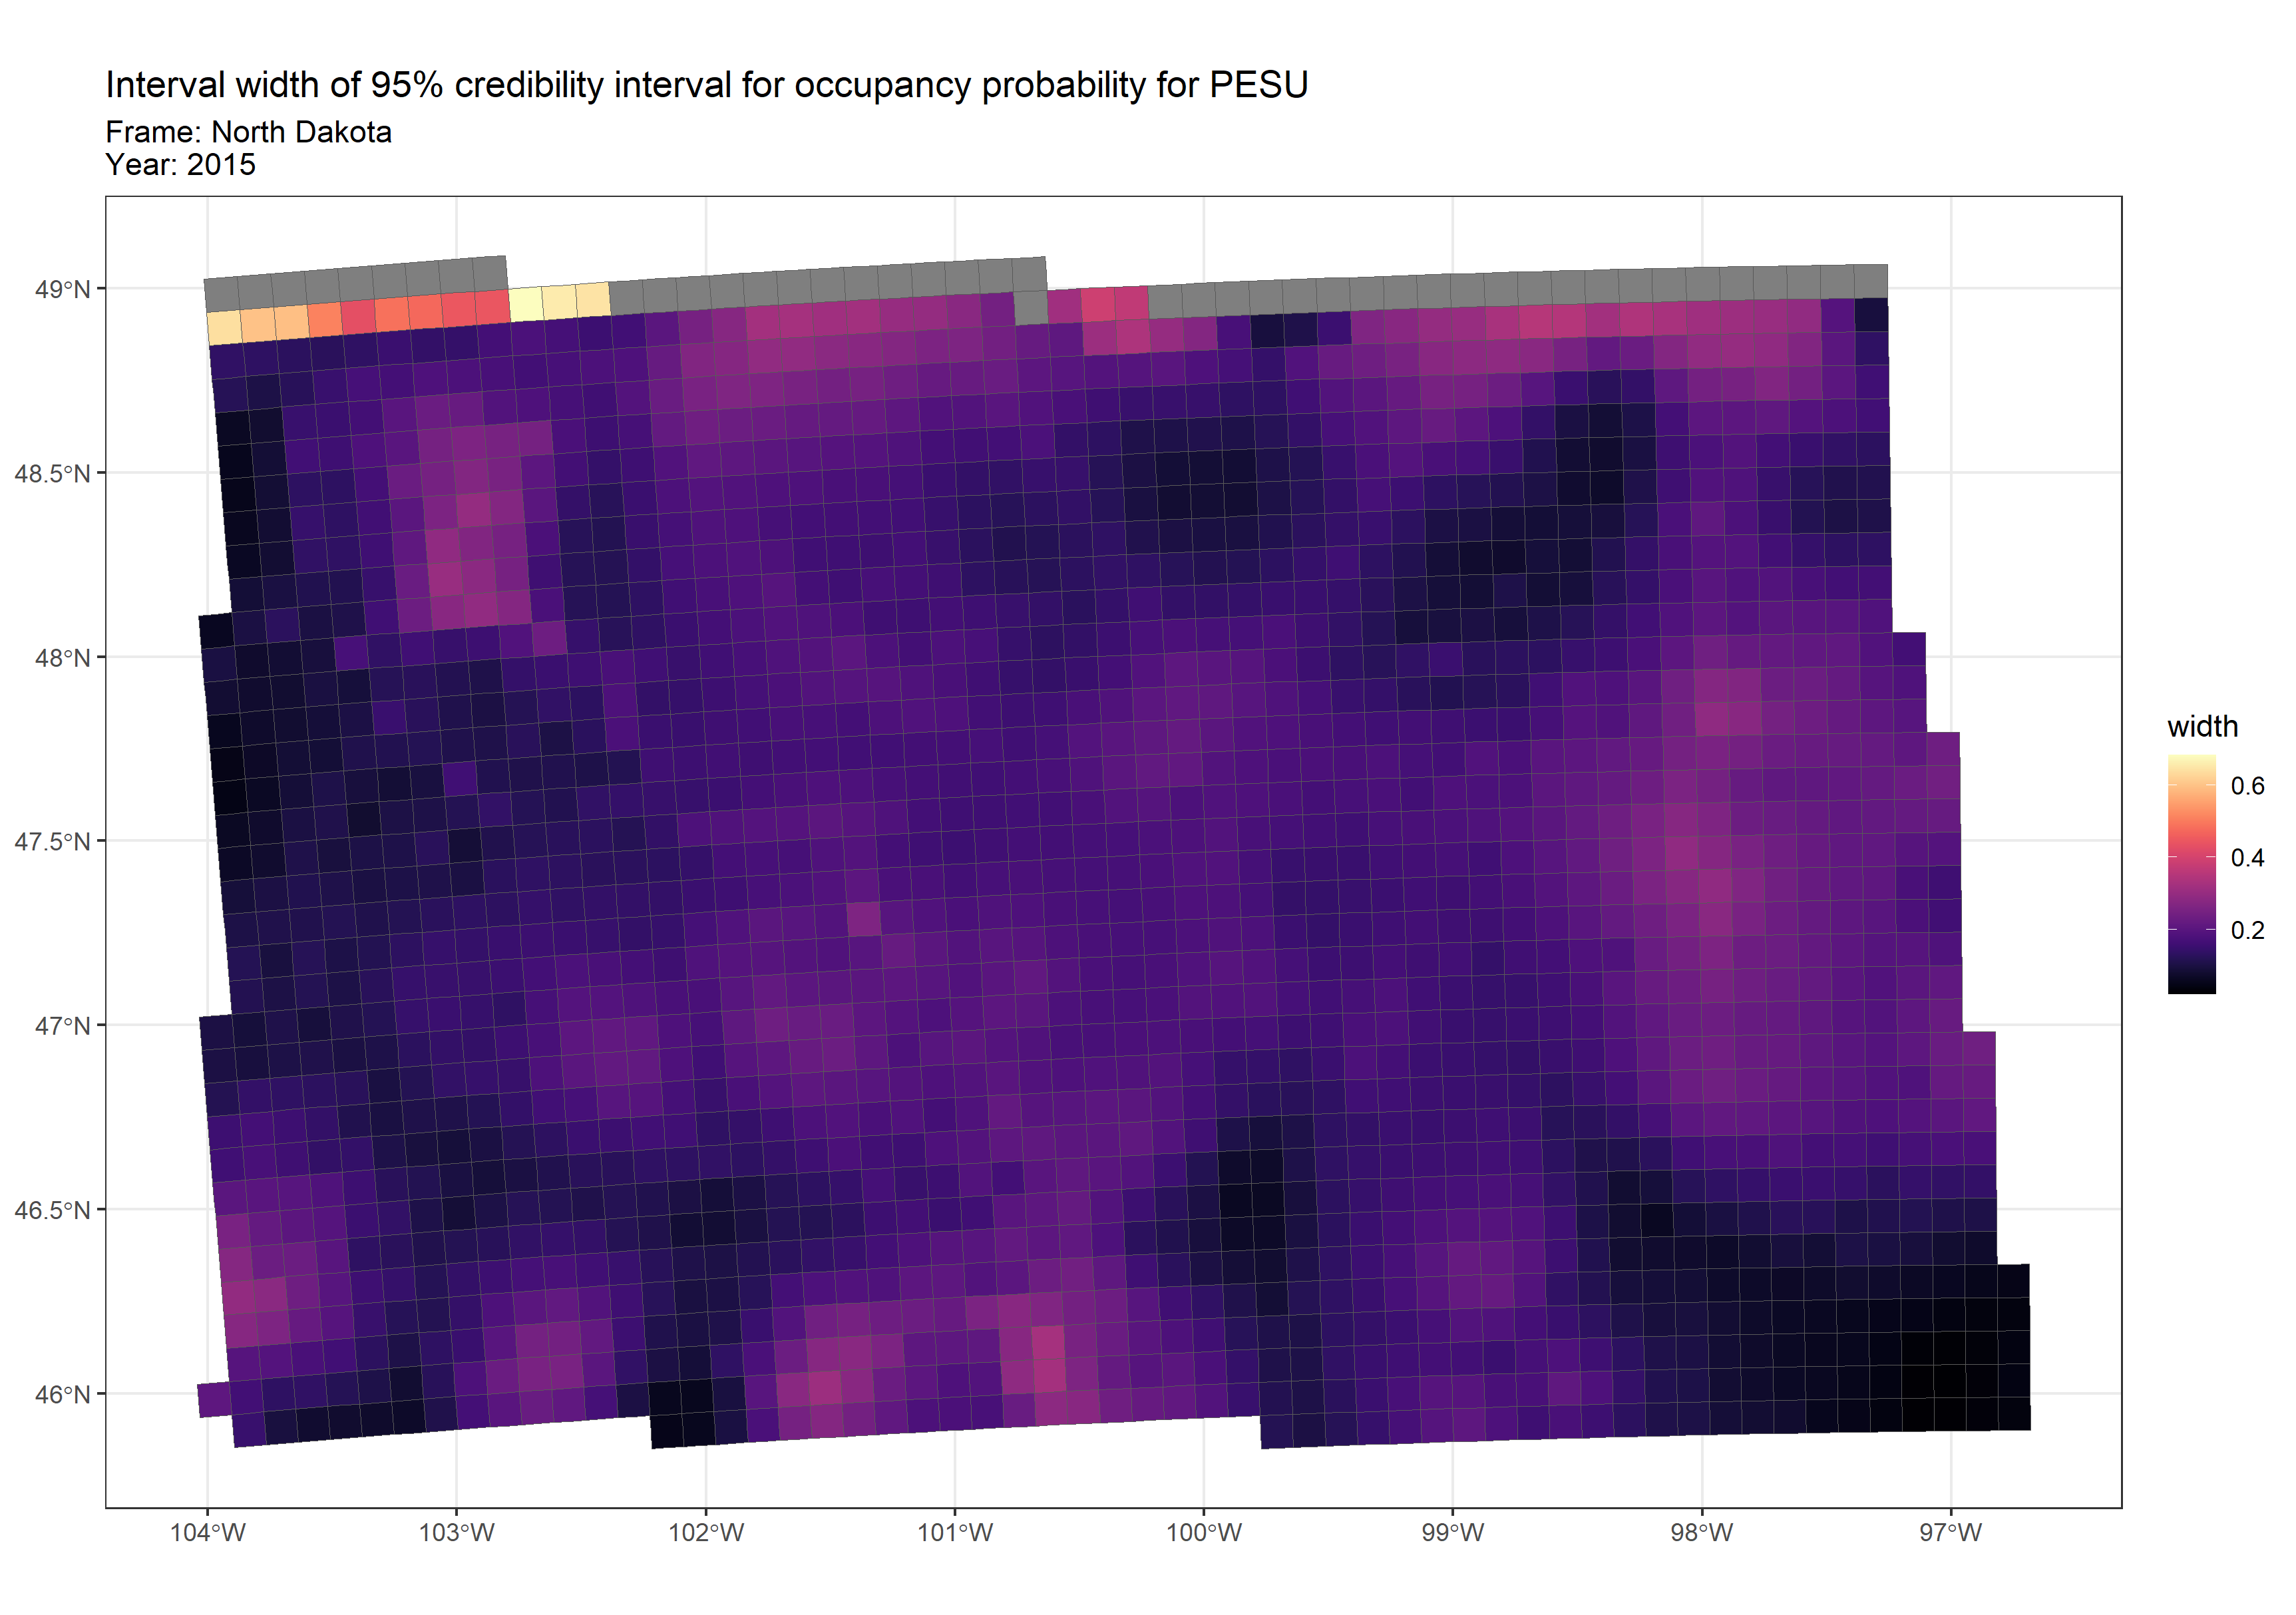 Interval width of 95% credibility interval for occupancy probability for PESU
Frame: North Dakota
Year: 2015
49°N
48.5°N
48°N
47.5°N
47°N
46.5°N
46°N
104°W
103°W
102°W
101°W
100°W
99°W
98°W
97°W
width
0.6
0.4
0.2